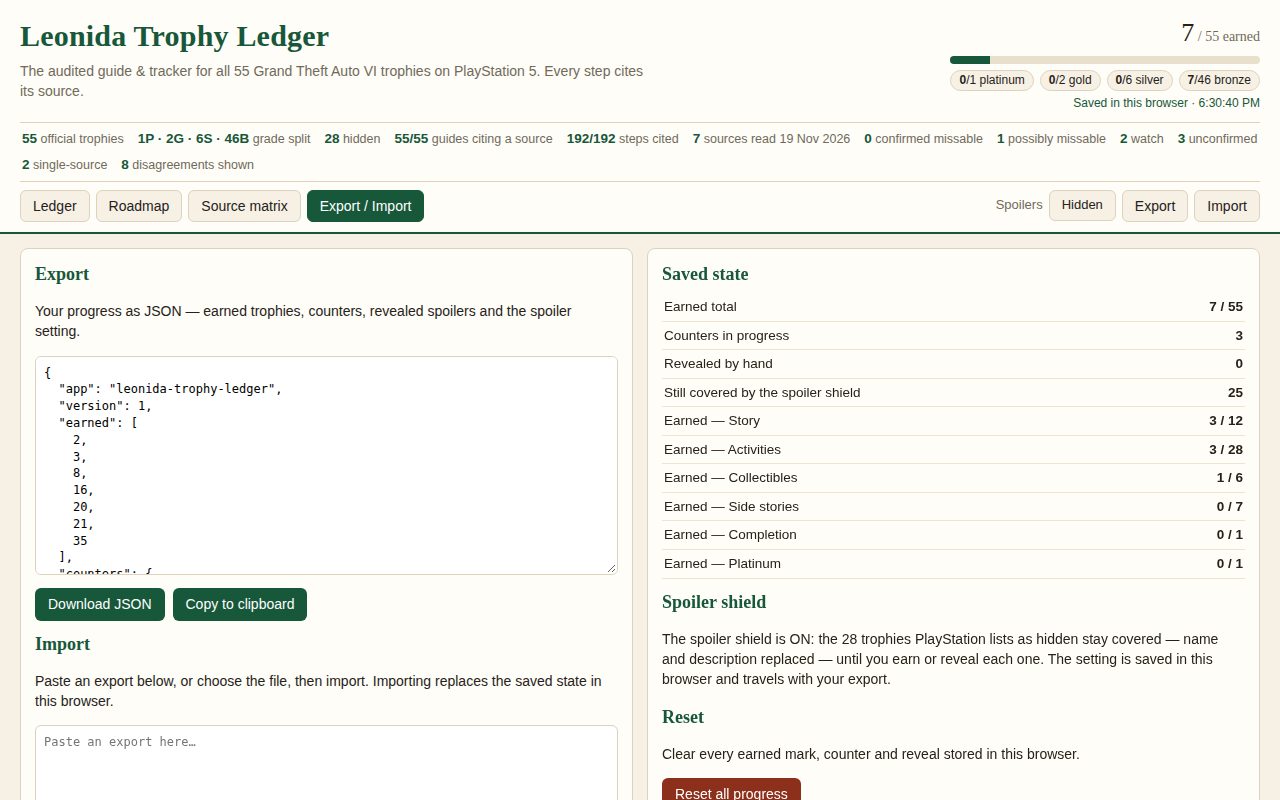 Leonida Trophy Ledger
The audited guide & tracker for all 55 Grand Theft Auto VI trophies on PlayStation 5. Every step cites
its source.
7 / 55 earned
0/1 platinum 0/2 gold 0/6 silver 7/46 bronze
Saved in this browser · 6:30:40 PM
55 official trophies 1P · 2G · 6S · 46B grade split 28 hidden 55/55 guides citing a source 192/192 steps cited 7 sources read 19 Nov 2026 0 confirmed missable 1 possibly missable 2 watch 3 unconfirmed
2 single-source 8 disagreements shown
Ledger Roadmap Source matrix Export / Import
Spoilers Hidden Export Import
Export
Your progress as JSON — earned trophies, counters, revealed spoilers and the spoiler
setting.
{
"app": "leonida-trophy-ledger",
"version": 1,
"earned": [
2,
3,
8,
16,
20,
21,
35
],
"counters": {
Download JSON Copy to clipboard
Import
Paste an export below, or choose the file, then import. Importing replaces the saved state in
this browser.
Paste an export here…
Saved state
Earned total 7 / 55
Counters in progress 3
Revealed by hand 0
Still covered by the spoiler shield 25
Earned — Story 3 / 12
Earned — Activities 3 / 28
Earned — Collectibles 1 / 6
Earned — Side stories 0 / 7
Earned — Completion 0 / 1
Earned — Platinum 0 / 1
Spoiler shield
The spoiler shield is ON: the 28 trophies PlayStation lists as hidden stay covered — name
and description replaced — until you earn or reveal each one. The setting is saved in this
browser and travels with your export.
Reset
Clear every earned mark, counter and reveal stored in this browser.
Reset all progress